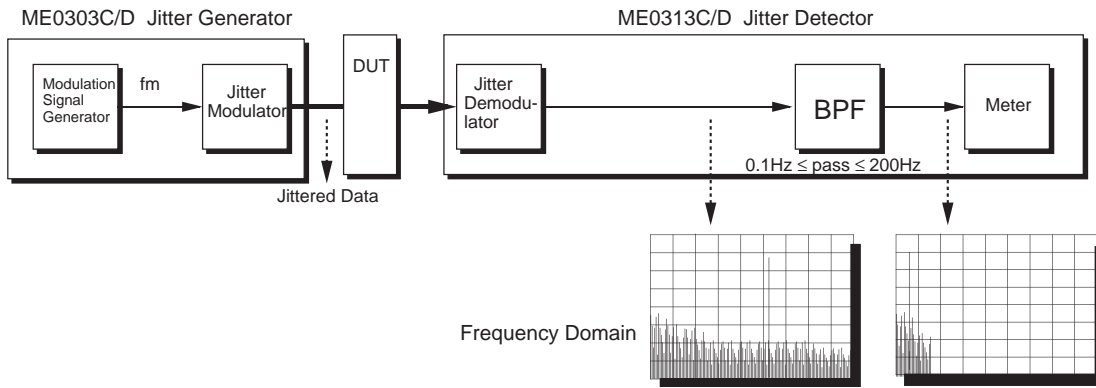 ME0303C/D Jitter Generator
ME0313C/D Jitter Detector
Modulation
Signal
Generator
fm
Jitter
Modulator
DUT
Jitter
Demodu-
lator
BPF
Meter
0.1Hz ≤ pass ≤ 200Hz
Jittered Data
Frequency Domain